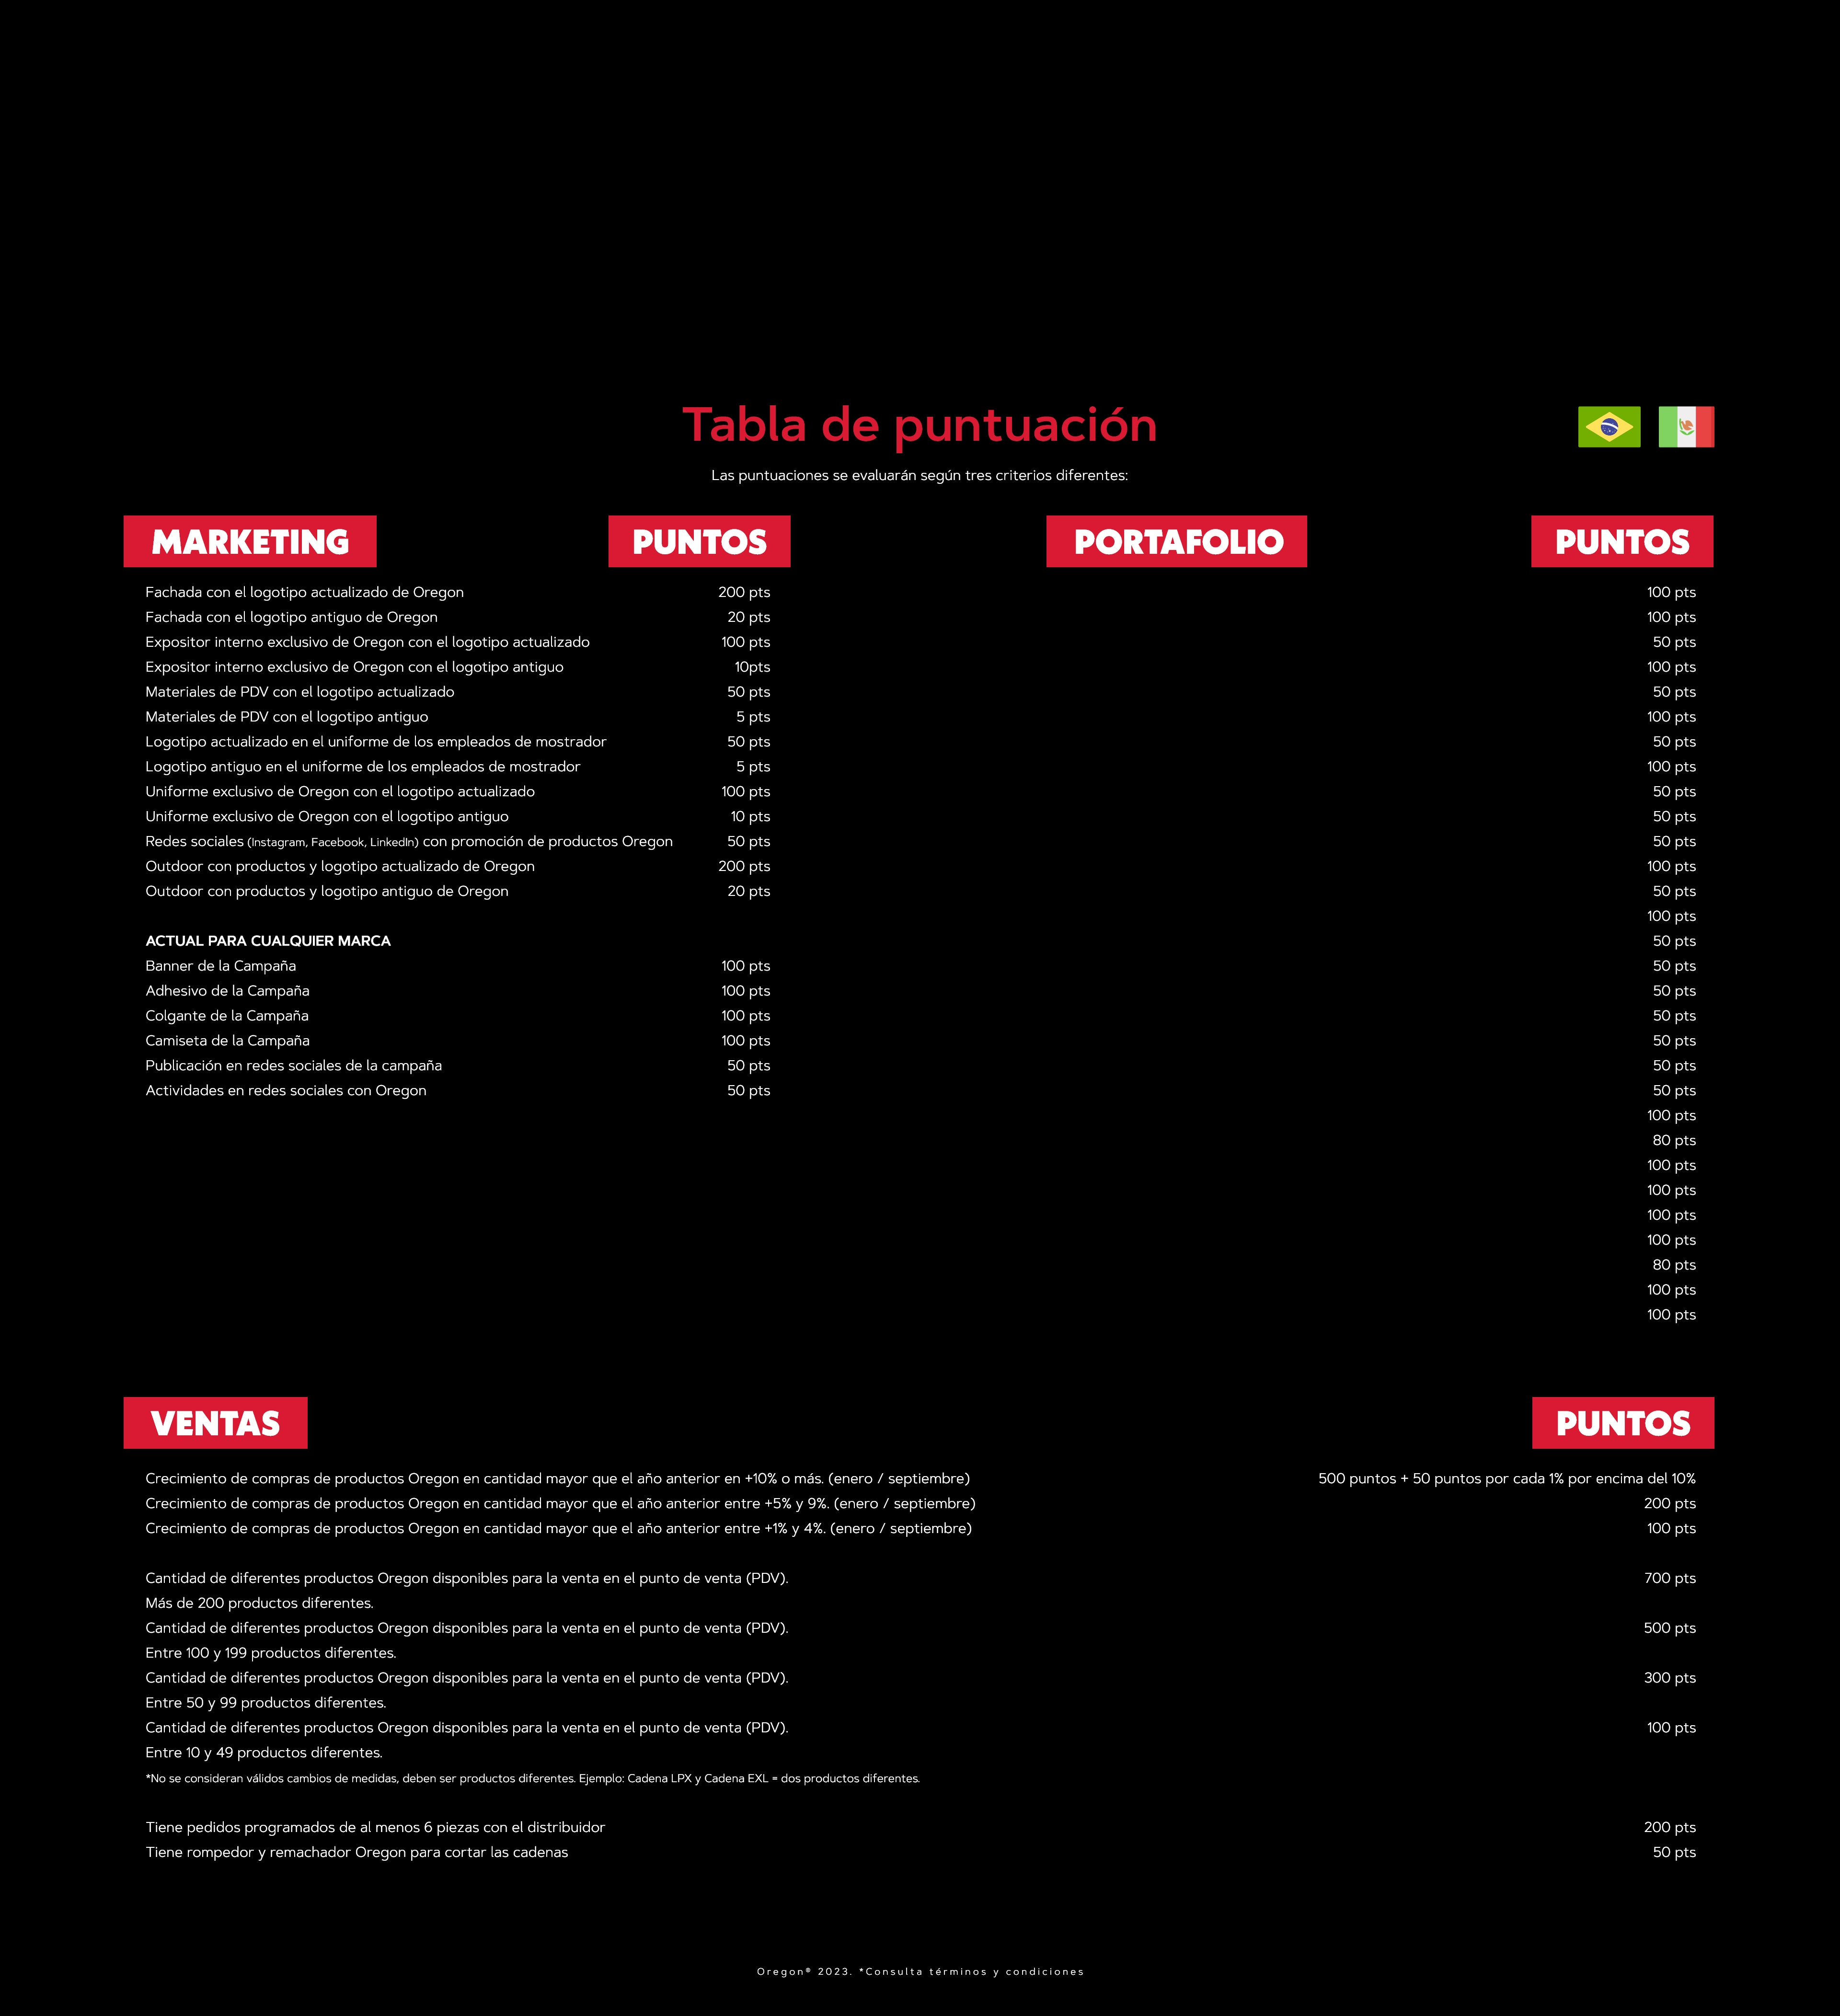 Tabla de puntuación
Las puntuaciones se evaluarán según tres criterios diferentes:
MARKETING PUNTOS
Fachada con el logotipo actualizado de Oregon 200 pts
Fachada con el logotipo antiguo de Oregon 20 pts
Expositor interno exclusivo de Oregon con el logotipo actualizado 100 pts
Expositor interno exclusivo de Oregon con el logotipo antiguo 10pts
Materiales de PDV con el logotipo actualizado 50 pts
Materiales de PDV con el logotipo antiguo 5 pts
Logotipo actualizado en el uniforme de los empleados de mostrador 50 pts
Logotipo antiguo en el uniforme de los empleados de mostrador 5 pts
Uniforme exclusivo de Oregon con el logotipo actualizado 100 pts
Uniforme exclusivo de Oregon con el logotipo antiguo 10 pts
Redes sociales (Instagram, Facebook, LinkedIn) con promoción de productos Oregon 50 pts
Outdoor con productos y logotipo actualizado de Oregon 200 pts
Outdoor con productos y logotipo antiguo de Oregon 20 pts
ACTUAL PARA CUALQUIER MARCA
Banner de la Campaña 100 pts
Adhesivo de la Campaña 100 pts
Colgante de la Campaña 100 pts
Camiseta de la Campaña 100 pts
Publicación en redes sociales de la campaña 50 pts
Actividades en redes sociales con Oregon 50 pts
PORTAFOLIO PUNTOS
100 pts
100 pts
50 pts
100 pts
50 pts
100 pts
50 pts
100 pts
50 pts
50 pts
50 pts
100 pts
50 pts
100 pts
50 pts
50 pts
50 pts
50 pts
50 pts
50 pts
50 pts
100 pts
80 pts
100 pts
100 pts
100 pts
100 pts
80 pts
100 pts
100 pts
VENTAS PUNTOS
Crecimiento de compras de productos Oregon en cantidad mayor que el año anterior en +10% o más. (enero / septiembre) 500 puntos + 50 puntos por cada 1% por encima del 10%
Crecimiento de compras de productos Oregon en cantidad mayor que el año anterior entre +5% y 9%. (enero / septiembre) 200 pts
Crecimiento de compras de productos Oregon en cantidad mayor que el año anterior entre +1% y 4%. (enero / septiembre) 100 pts
Cantidad de diferentes productos Oregon disponibles para la venta en el punto de venta (PDV). 700 pts
Más de 200 productos diferentes.
Cantidad de diferentes productos Oregon disponibles para la venta en el punto de venta (PDV). 500 pts
Entre 100 y 199 productos diferentes.
Cantidad de diferentes productos Oregon disponibles para la venta en el punto de venta (PDV). 300 pts
Entre 50 y 99 productos diferentes.
Cantidad de diferentes productos Oregon disponibles para la venta en el punto de venta (PDV). 100 pts
Entre 10 y 49 productos diferentes.
*No se consideran válidos cambios de medidas, deben ser productos diferentes. Ejemplo: Cadena LPX y Cadena EXL = dos productos diferentes.
Tiene pedidos programados de al menos 6 piezas con el distribuidor 200 pts
Tiene rompedor y remachador Oregon para cortar las cadenas 50 pts
Oregon® 2023. *Consulta términos y condiciones